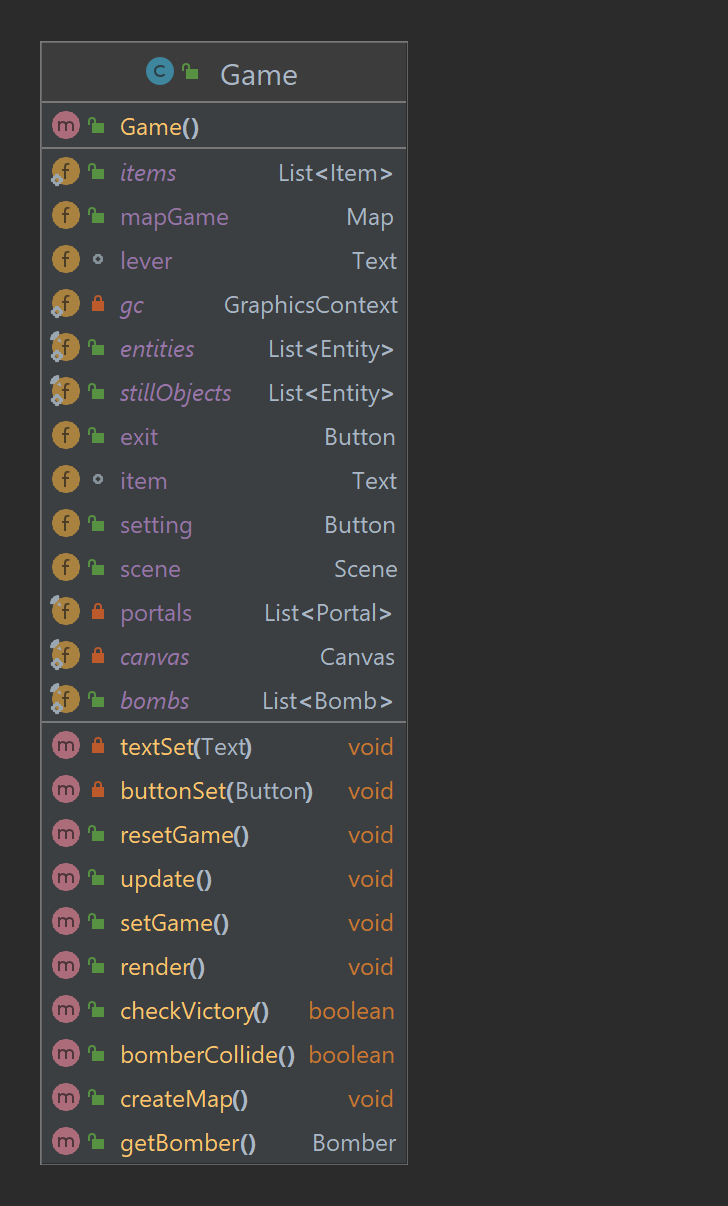 Game
Game()
items List<Item>
mapGame Map
lever Text
gc GraphicsContext
entities List<Entity>
stillObjects List<Entity>
exit Button
item Text
setting Button
scene Scene
portals List<Portal>
canvas Canvas
bombs List<Bomb>
textSet(Text) void
buttonSet(Button) void
resetGame() void
update() void
setGame() void
render() void
checkVictory() boolean
bomberCollide() boolean
createMap() void
getBomber() Bomber